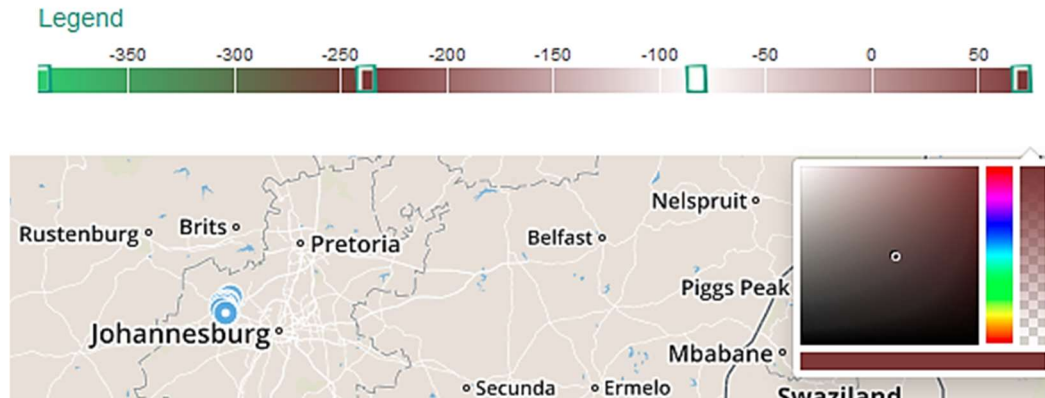 Legend
-350 -300 -250 -200 -150 -100 -50 0 50
Nelspruit
Rustenburg Brits Pretoria Belfast
Piggs Peak
Johannesburg
Mbabane
Secunda Ermelo Swaziland